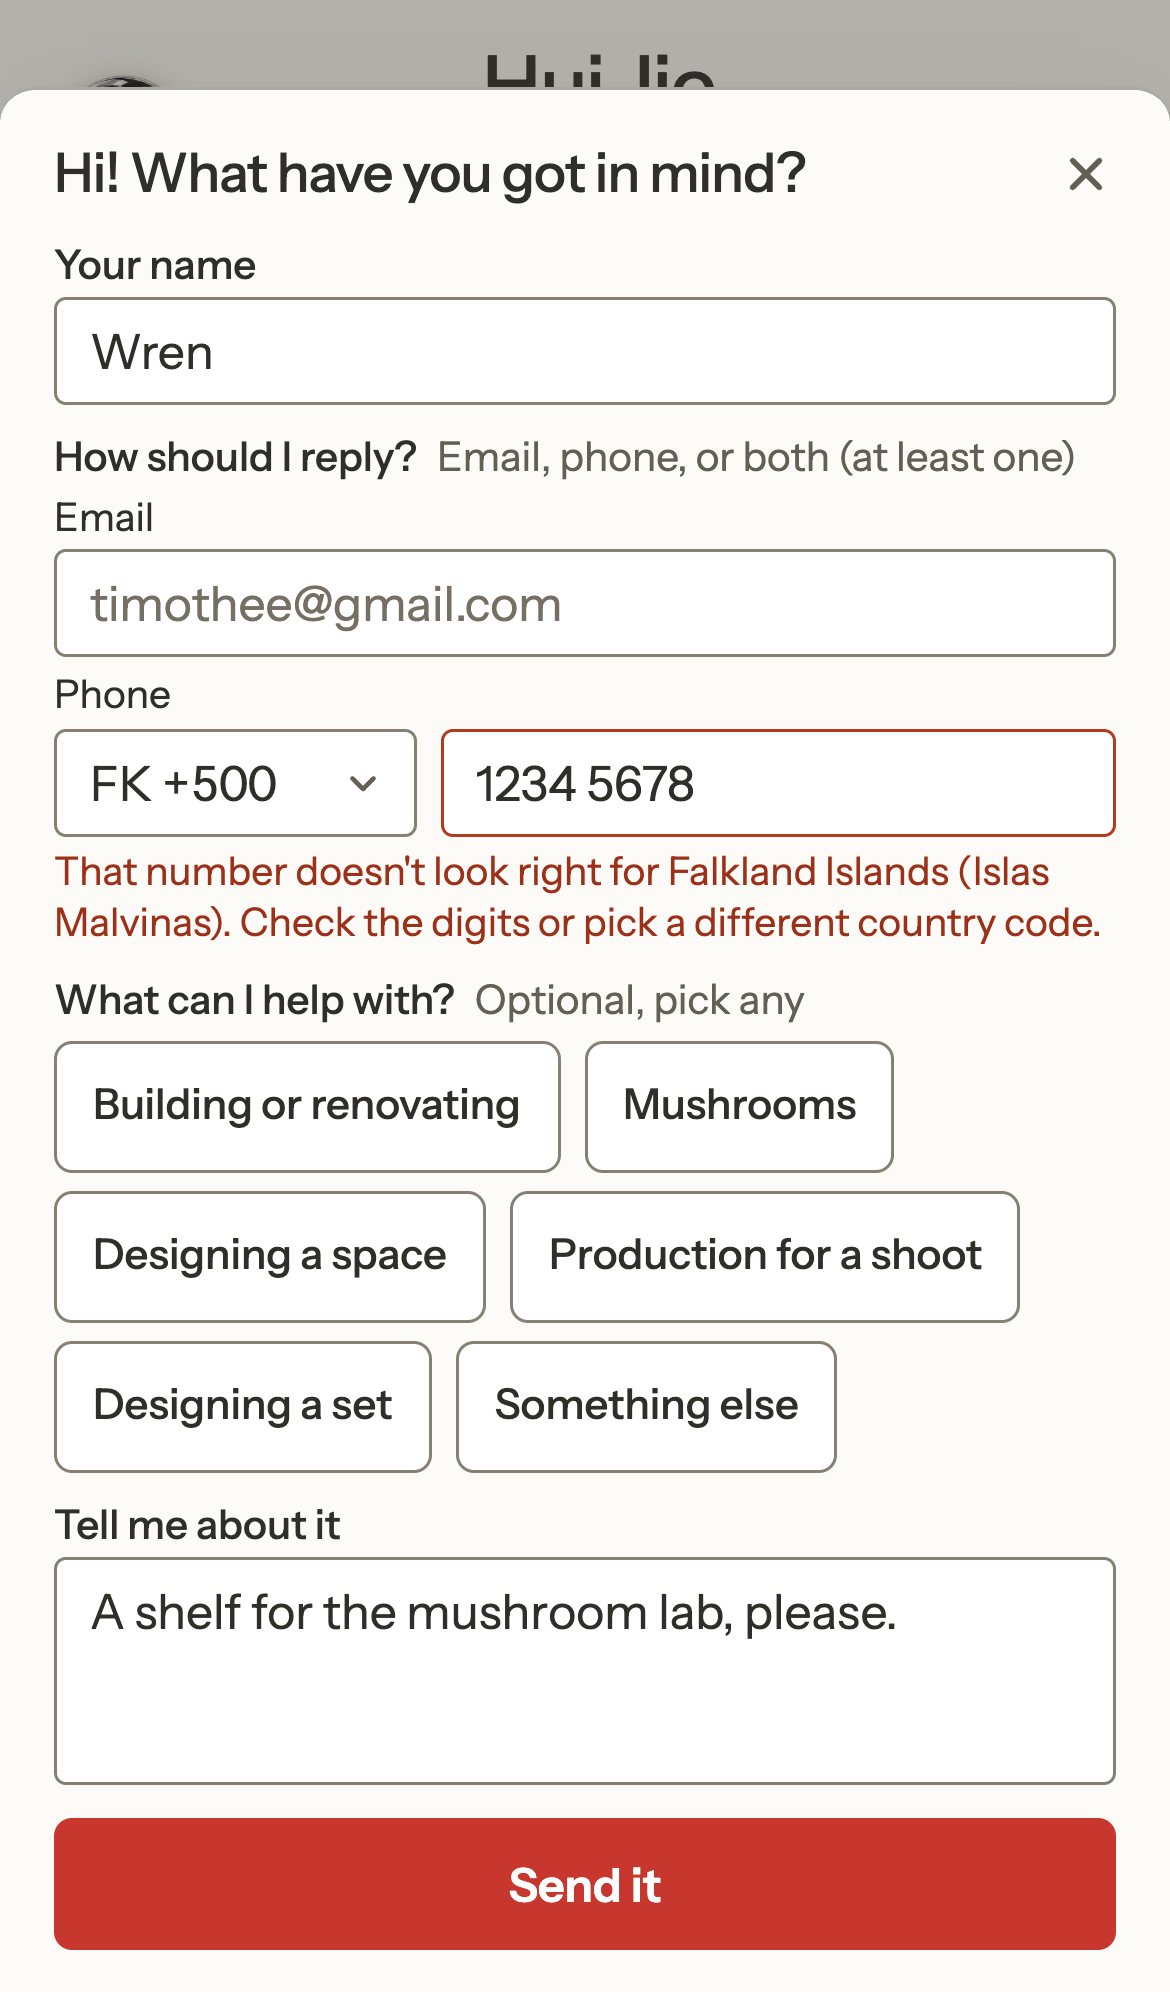 Hi! What have you got in mind?
Your name
Wren
How should I reply? Email, phone, or both (at least one)
Email
timothee@gmail.com
Phone
FK +500
1234 5678
That number doesn't look right for Falkland Islands (Islas
Malvinas). Check the digits or pick a different country code.
What can I help with? Optional, pick any
Building or renovating
Mushrooms
Designing a space
Production for a shoot
Designing a set
Something else
Tell me about it
A shelf for the mushroom lab, please.
Send it